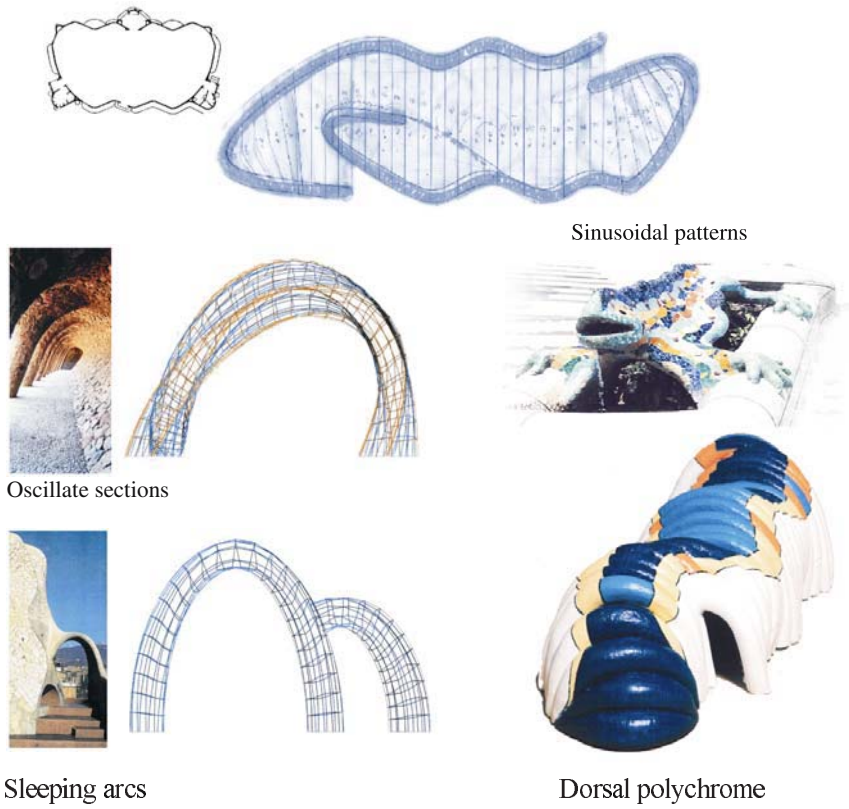 Sinusoidal patterns
Oscillate sections
Sleeping arcs
Dorsal polychrome